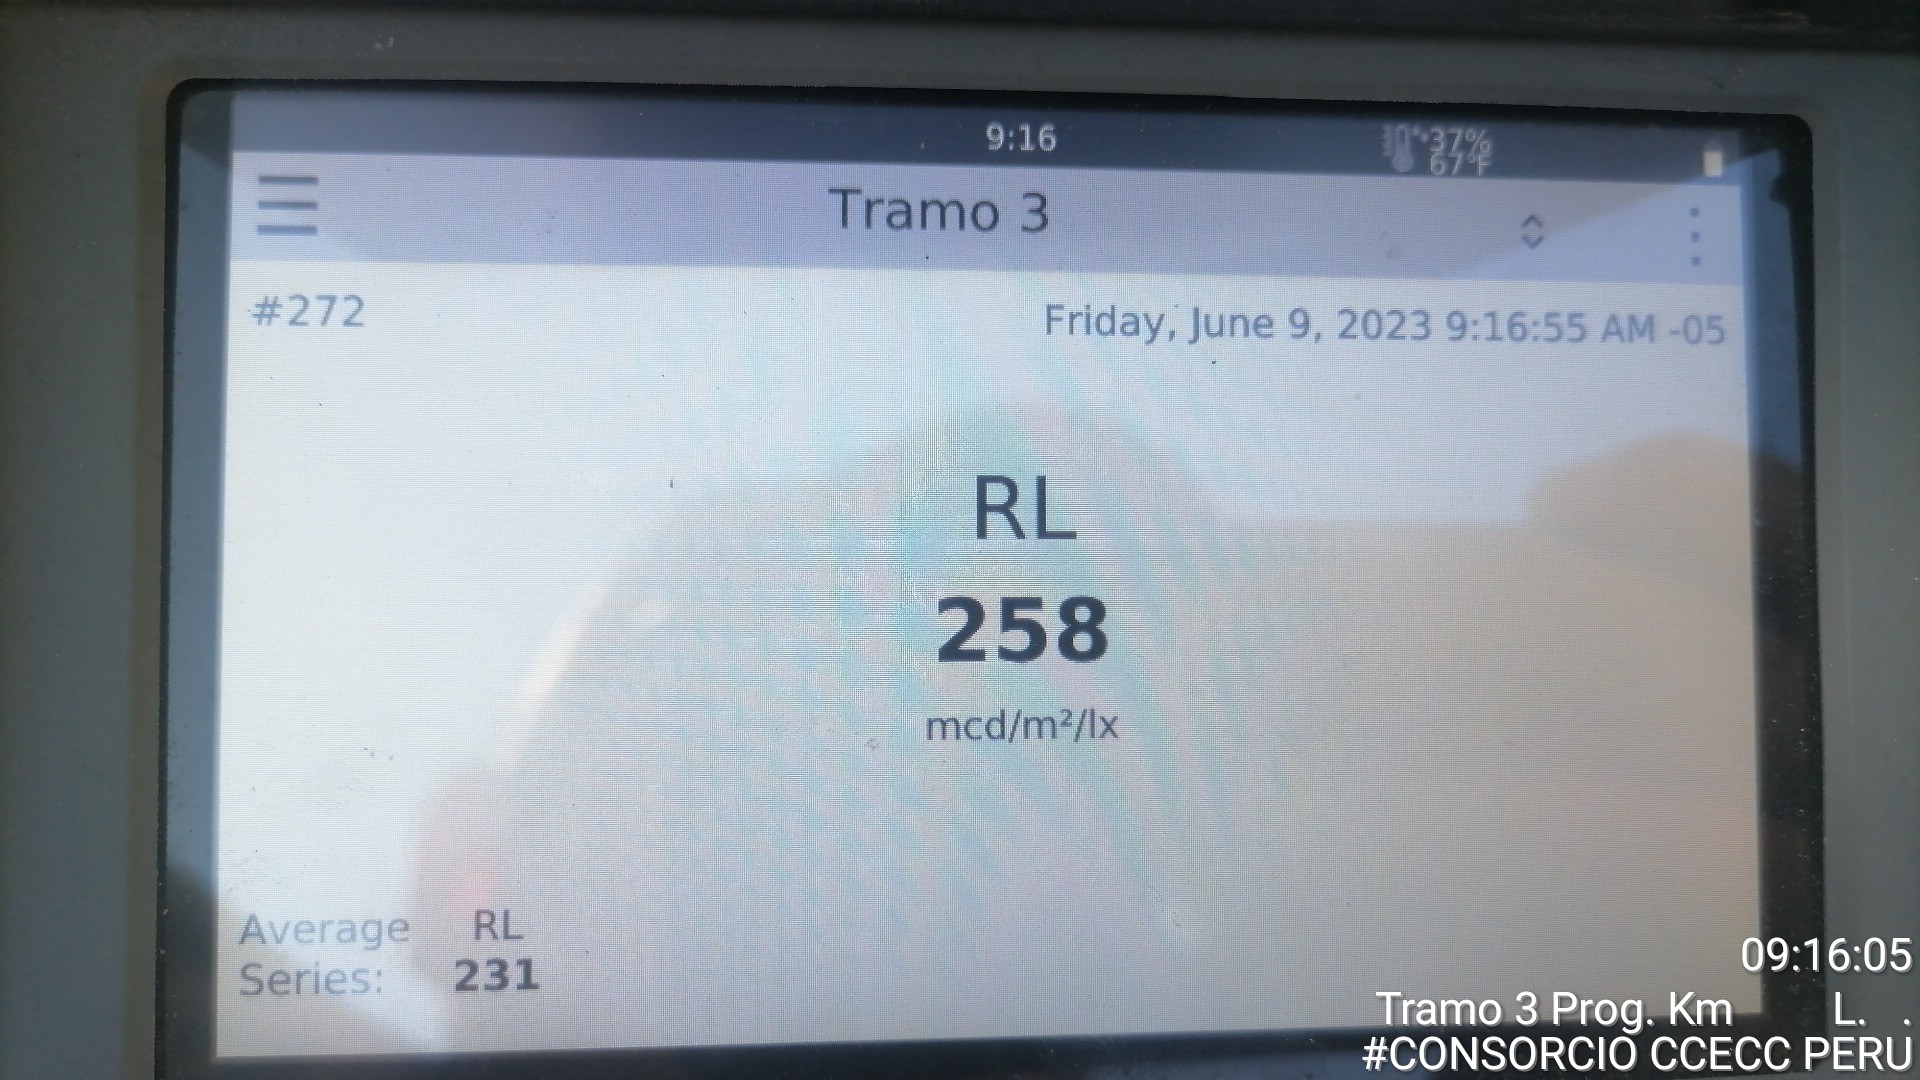 9:16
37%
67°F
Tramo 3
#272
Friday, June 9, 2023 9:16:55 AM -05
RL
258
mcd/m²/lx
Average RL
Series: 231
09:16:05
Tramo 3 Prog. Km L. .
#CONSORCIO CCECC PERU